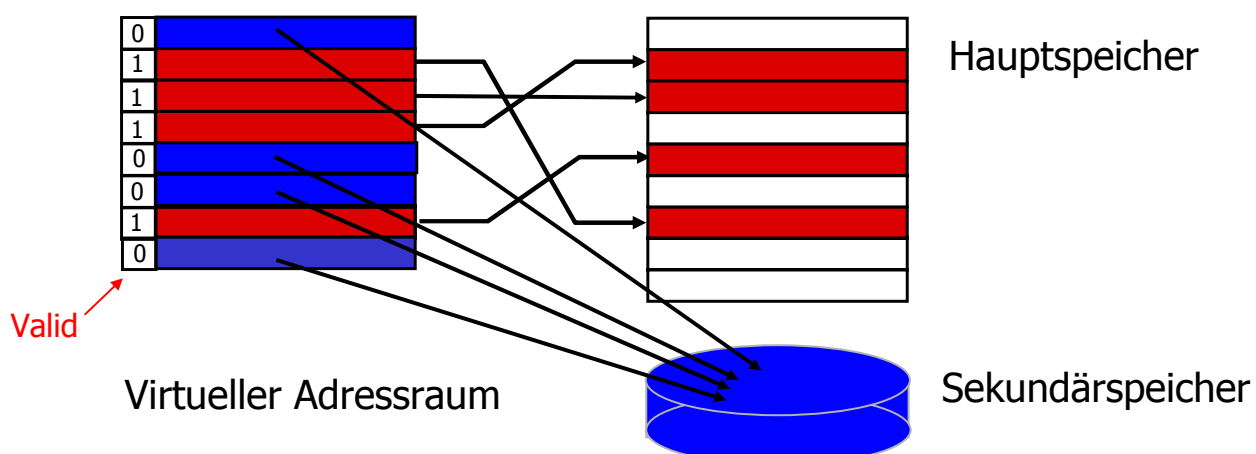 0
1
1
1
0
0
1
0
Hauptspeicher
Valid
Virtueller Adressraum
Sekundärspeicher